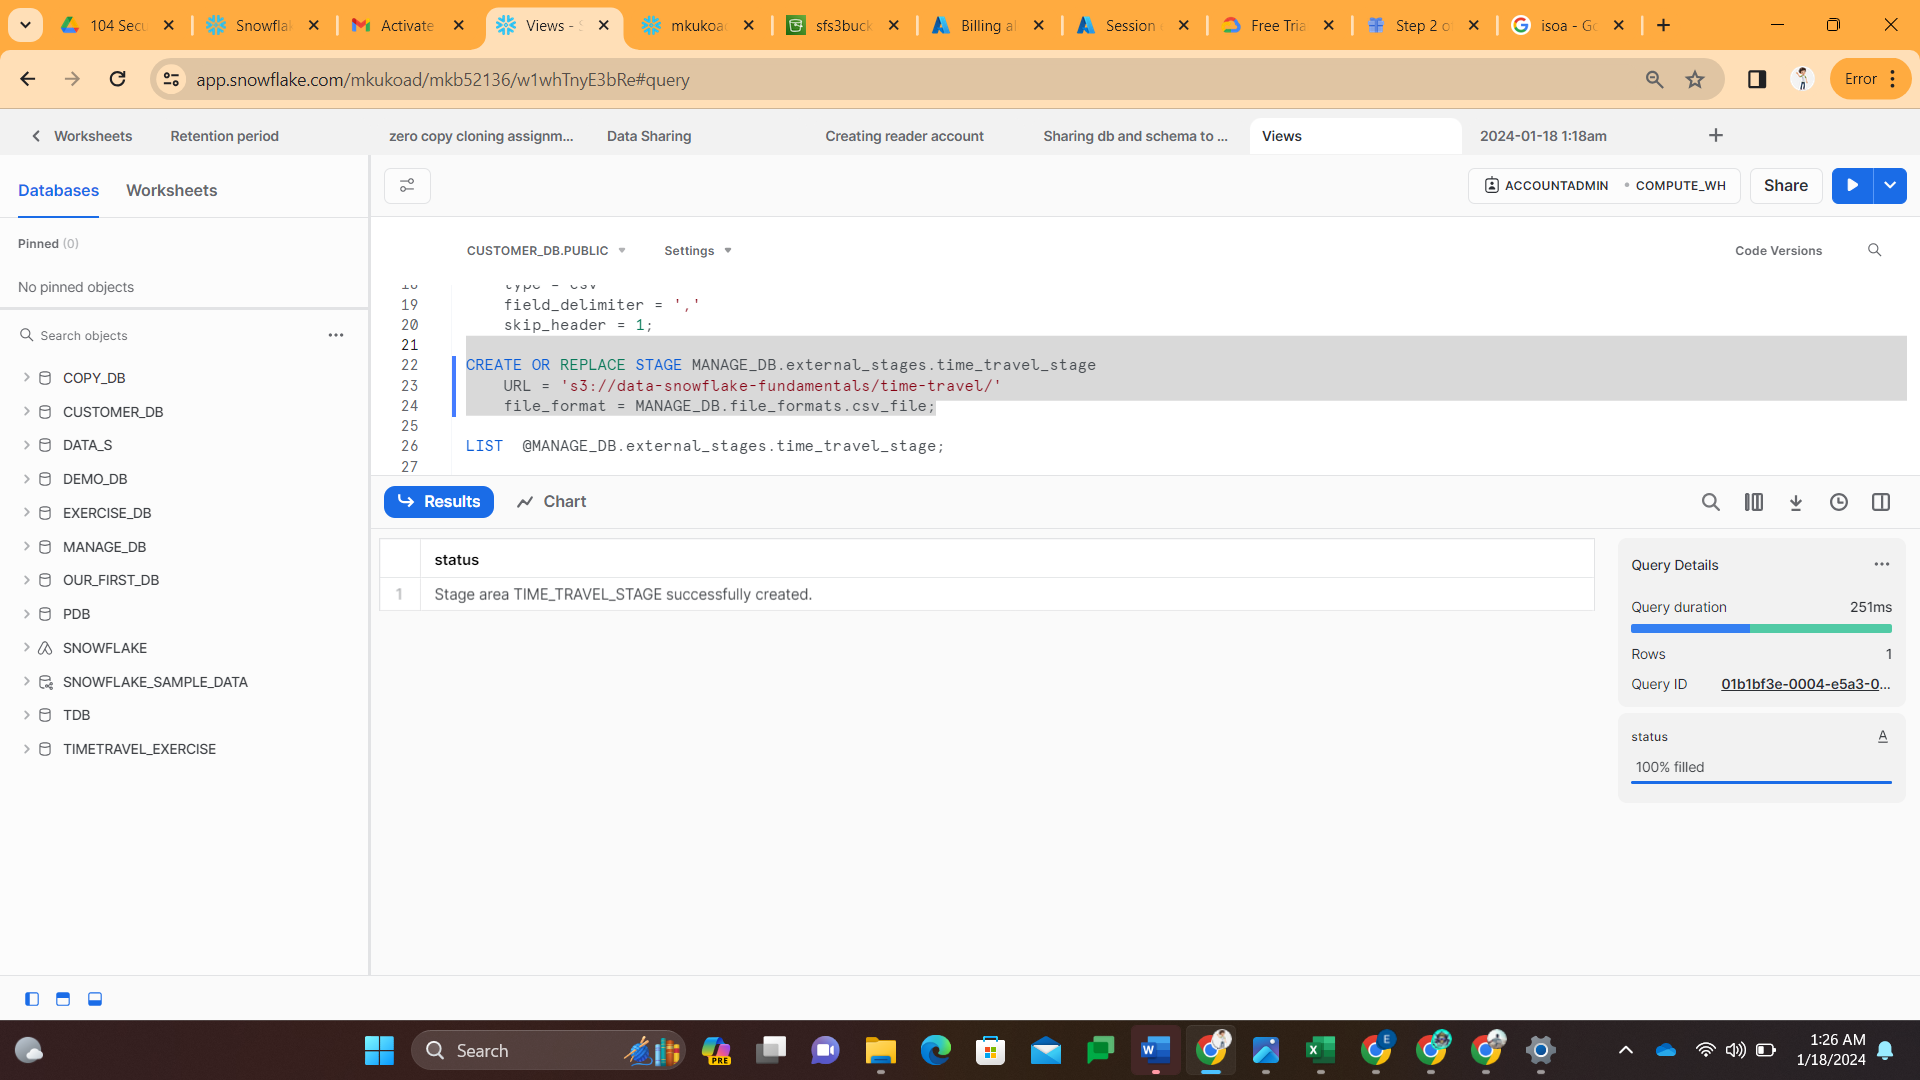 104 Secu
Snowflak
Activate
Views - S
mkukoad
sfs3buck
Billing al
Session
Free Tria
Step 2 o
isoa - Go
app.snowflake.com/mkukoad/mkb52136/w1whTnyE3bRe#query
Error
Worksheets
Retention period
zero copy cloning assignm...
Data Sharing
Creating reader account
Sharing db and schema to ...
Views
2024-01-18 1:18am
Databases
Worksheets
ACCOUNTADMIN
COMPUTE_WH
Share
Pinned (0)
No pinned objects
CUSTOMER_DB.PUBLIC
Settings
Code Versions
Search objects
COPY_DB
CUSTOMER_DB
DATA_S
DEMO_DB
EXERCISE_DB
MANAGE_DB
OUR_FIRST_DB
PDB
SNOWFLAKE
SNOWFLAKE_SAMPLE_DATA
TDB
TIMETRAVEL_EXERCISE
18 type = csv
19 field_delimiter = ','
20 skip_header = 1;
21
22 CREATE OR REPLACE STAGE MANAGE_DB.external_stages.time_travel_stage
23 URL = 's3://data-snowflake-fundamentals/time-travel/'
24 file_format = MANAGE_DB.file_formats.csv_file;
25
26 LIST @MANAGE_DB.external_stages.time_travel_stage;
27
Results
Chart
status
1 Stage area TIME_TRAVEL_STAGE successfully created.
Query Details
Query duration 251ms
Rows 1
Query ID 01b1bf3e-0004-e5a3-0...
status A
100% filled
Search
PRE
W
X
E
1:26 AM
1/18/2024